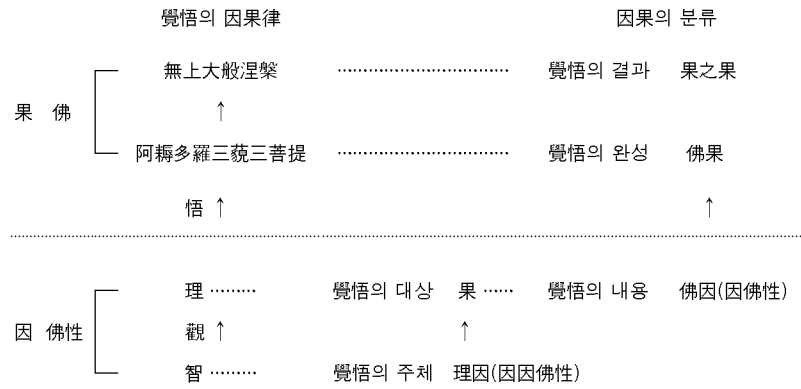 覺悟의 因果律 因果의 분류
無上大般涅槃 ………………………… 覺悟의 결과 果之果
果 佛 ↑
阿耨多羅三藐三菩提 ………………………… 覺悟의 완성 佛果
悟 ↑ ↑
理 ……… 覺悟의 대상 果 …… 覺悟의 내용 佛因(因佛性)
因 佛性 觀 ↑ ↑
智 ……… 覺悟의 주체 理因(因因佛性)